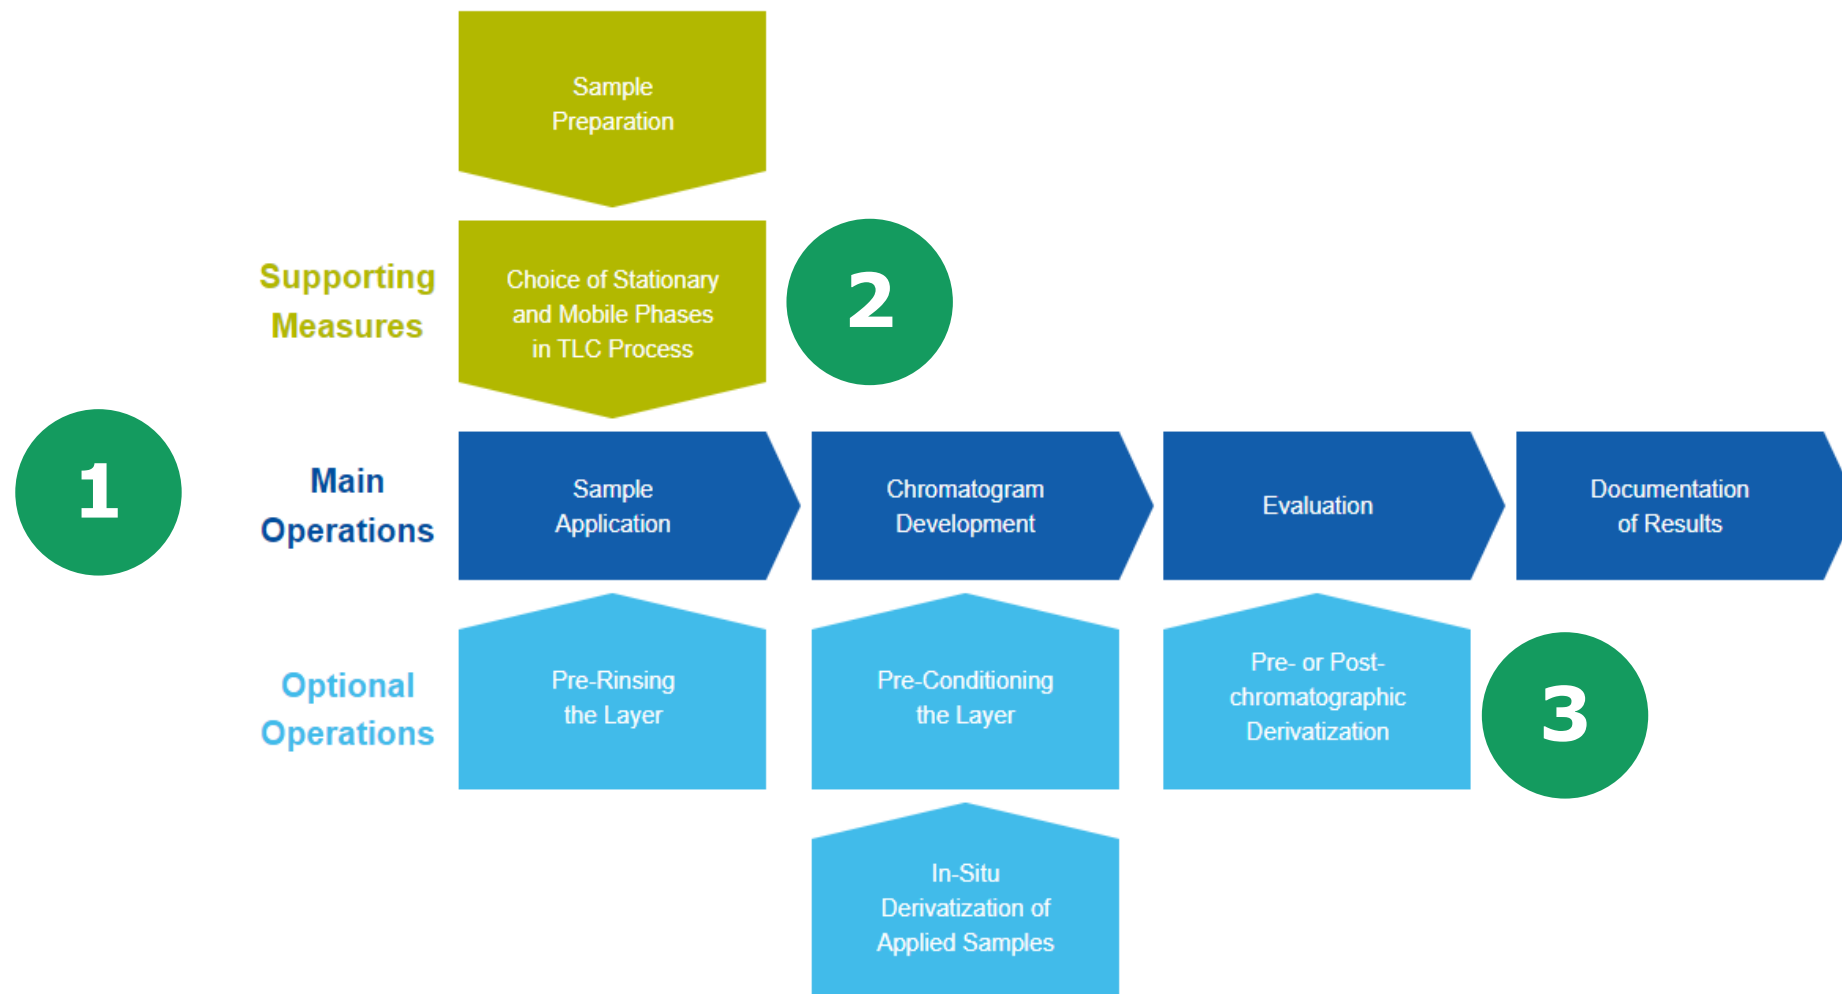 Sample
Preparation
Supporting
Measures
Choice of Stationary
and Mobile Phases
in TLC Process
2
1
Main
Operations
Sample
Application
Chromatogram
Development
Evaluation
Documentation
of Results
Optional
Operations
Pre-Rinsing
the Layer
Pre-Conditioning
the Layer
Pre- or Post-
chromatographic
Derivatization
3
In-Situ
Derivatization of
Applied Samples